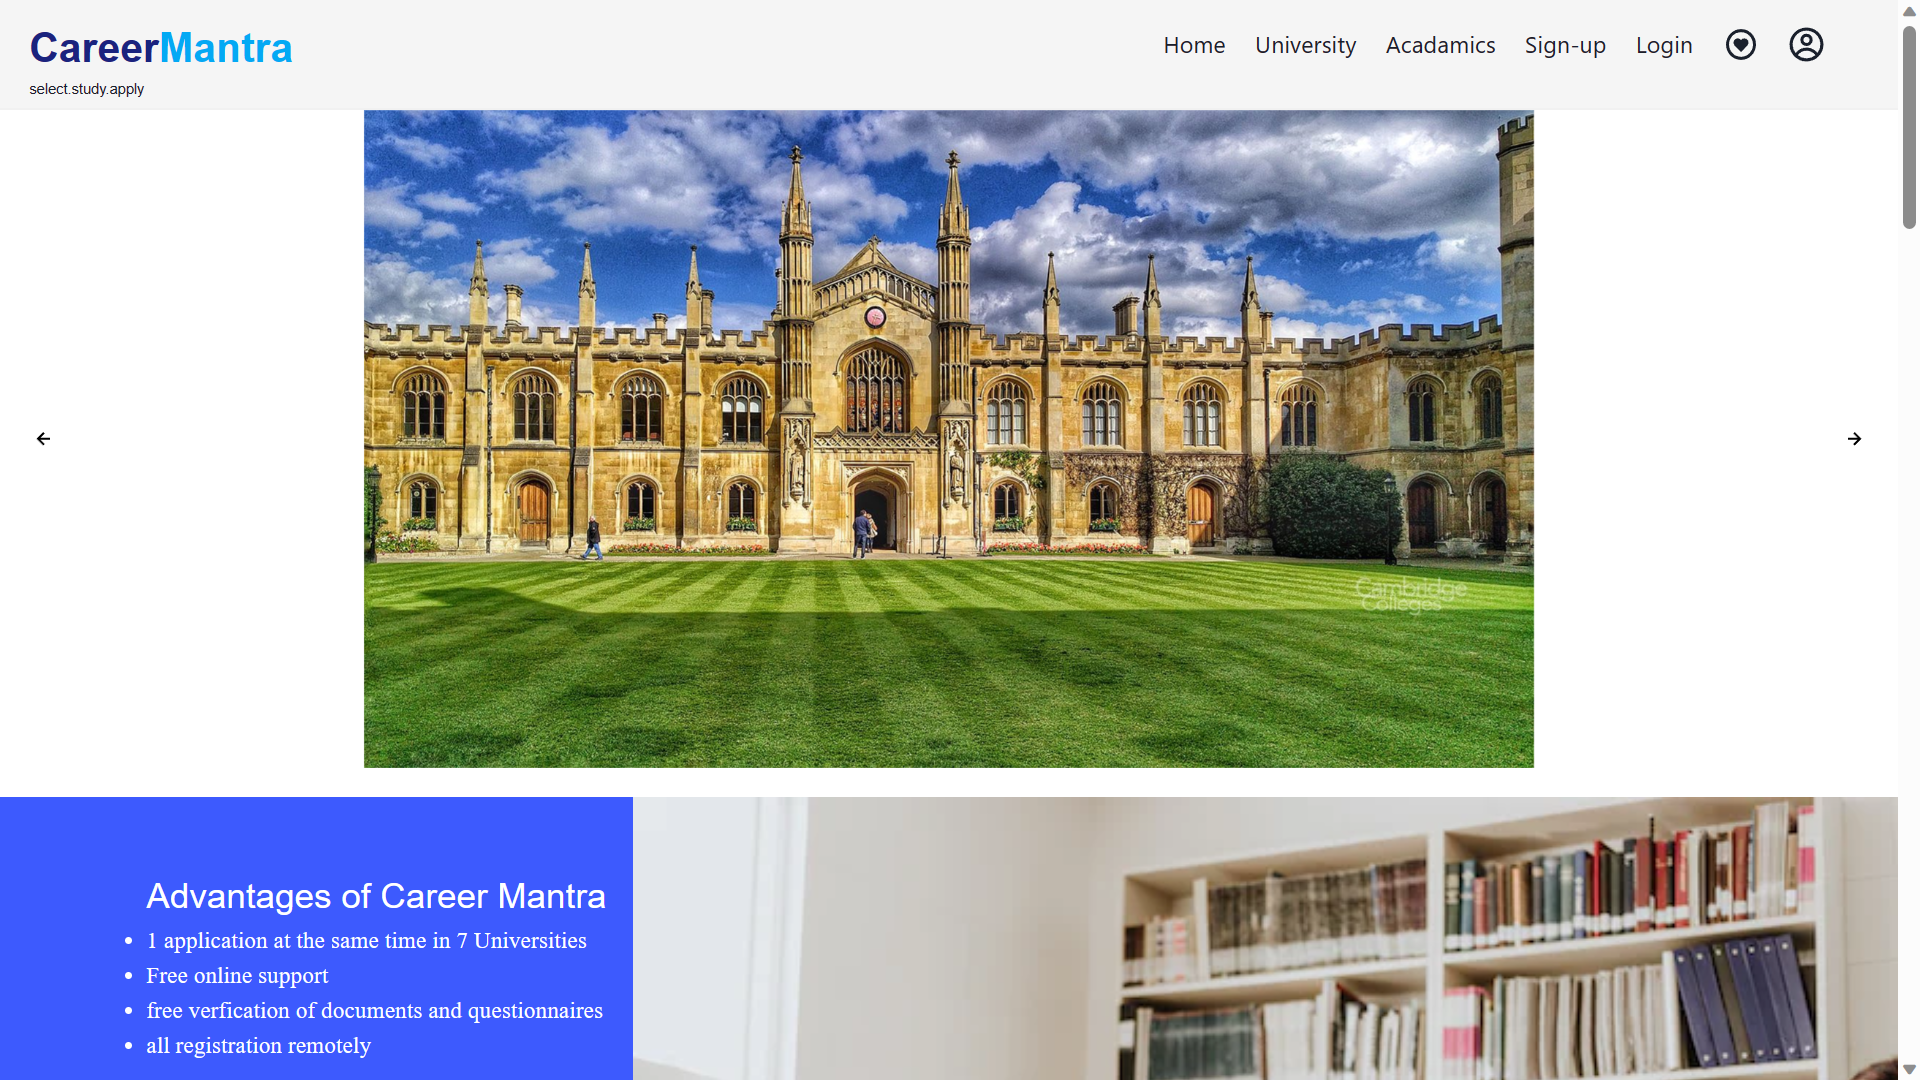 CareerMantra
select.study.apply
Home University Acadamics Sign-up Login
Cambridge
Colleges
Advantages of Career Mantra
• 1 application at the same time in 7 Universities
• Free online support
• free verfication of documents and questionnaires
• all registration remotely